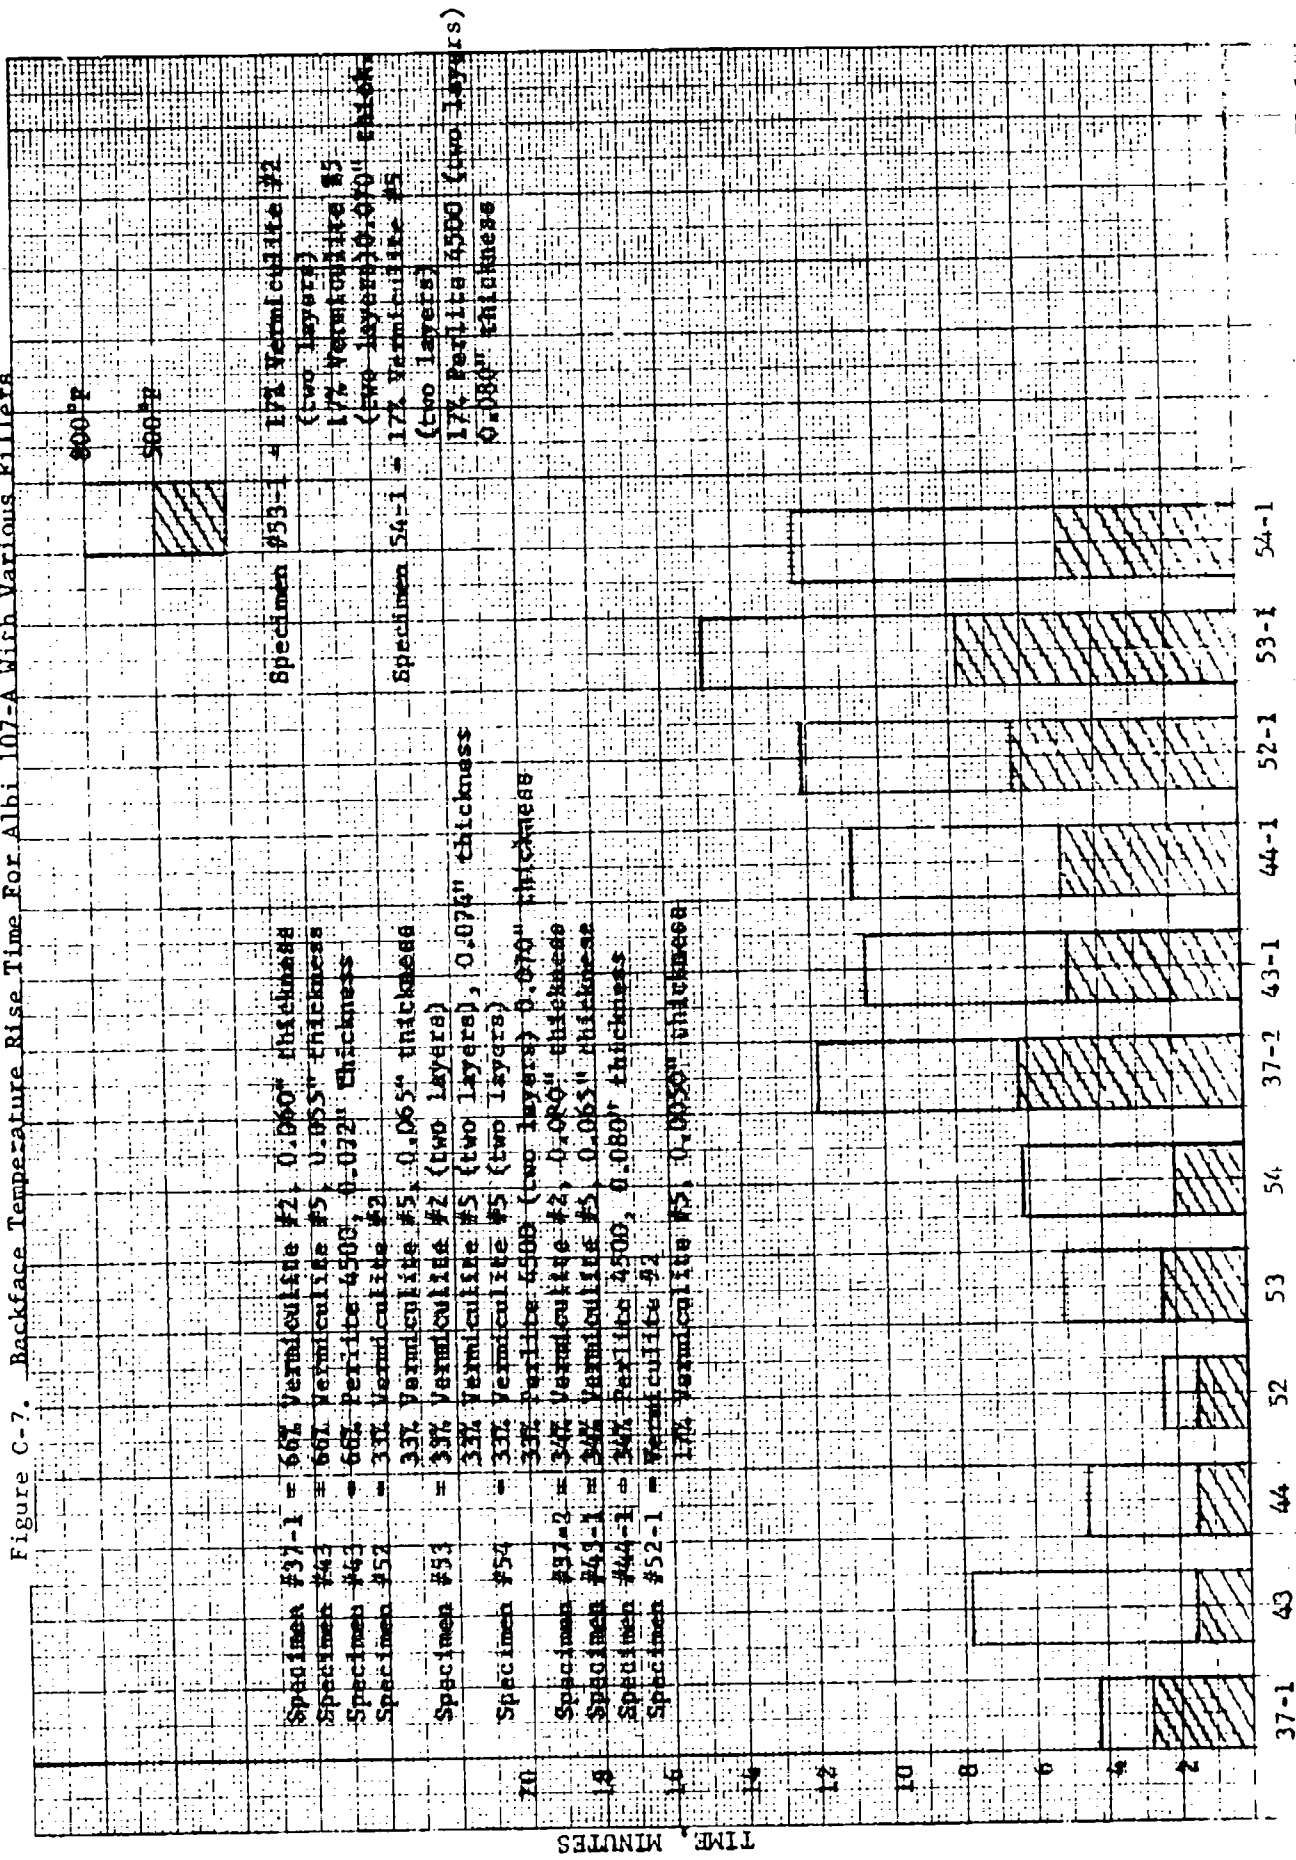 Figure C-7. Backface Temperature Rise Time For Albi 107-A With Various Fillers
800°F
500°F
Specimen #37-1 = 66% Vermiculite #2, 0.060" thickness
Specimen #43 = 66% Vermiculite #5, 0.055" thickness
Specimen #43 = 66% Perlite 4500, 0.072" thickness
Specimen #52 = 33% Vermiculite #2
33% Vermiculite #5, 0.065" thickness
Specimen #53 = 33% Vermiculite #2 (two layers)
33% Vermiculite #5 (two layers), 0.074" thickness
Specimen #54 = 33% Vermiculite #5 (two layers)
33% Perlite 4500 (two layers) 0.070" thickness
Specimen #37-2 = 34% Vermiculite #2, 0.080" thickness
Specimen #43-1 = 34% Vermiculite #5, 0.065" thickness
Specimen #44-1 = 34% Perlite 4500, 0.080" thickness
Specimen #52-1 = Vermiculite #2
17% Vermiculite #5, 0.0050" thickness
Specimen #53-1 = 17% Vermiculite #2
(two layers)
17% Vermiculite #5
(two layers) 0.070" thick.
Specimen 54-1 = 17% Vermiculite #5
(two layers)
17% Perlite 4500 (two layers)
0.080" thickness
TIME, MINUTES
20
18
16
14
12
10
8
6
4
2
37-1 43 44 52 53 54 37-2 43-1 44-1 52-1 53-1 54-1